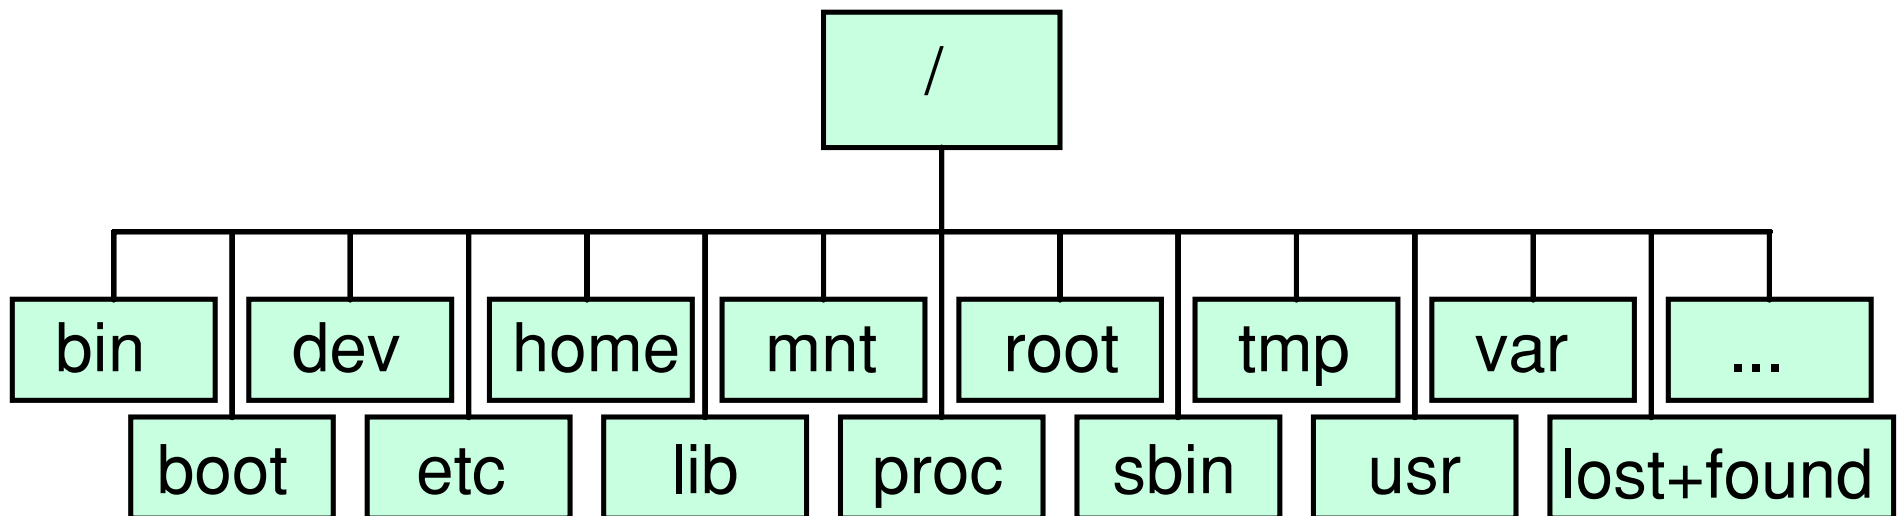 /
bin dev home mnt root tmp var ...
boot etc lib proc sbin usr lost+found